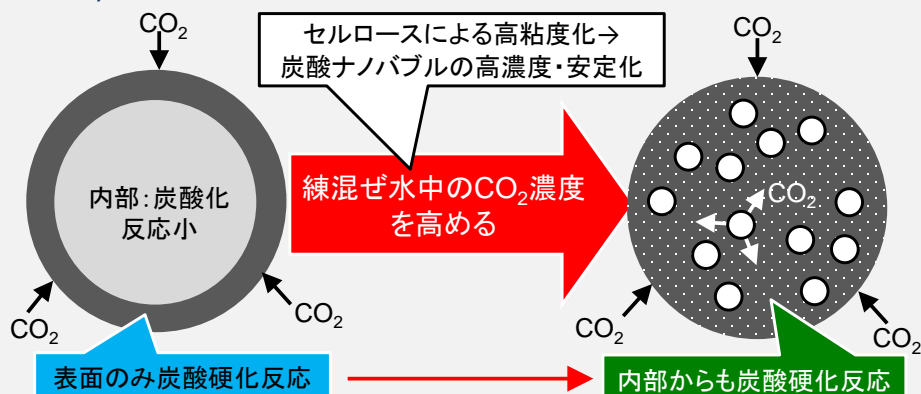 CO2
セルロースによる高粘度化→
炭酸ナノバブルの高濃度・安定化
CO2
内部：炭酸化
反応小
練混ぜ水中のCO2濃度
を高める
CO2
CO2
CO2
CO2
CO2
表面のみ炭酸硬化反応
内部からも炭酸硬化反応